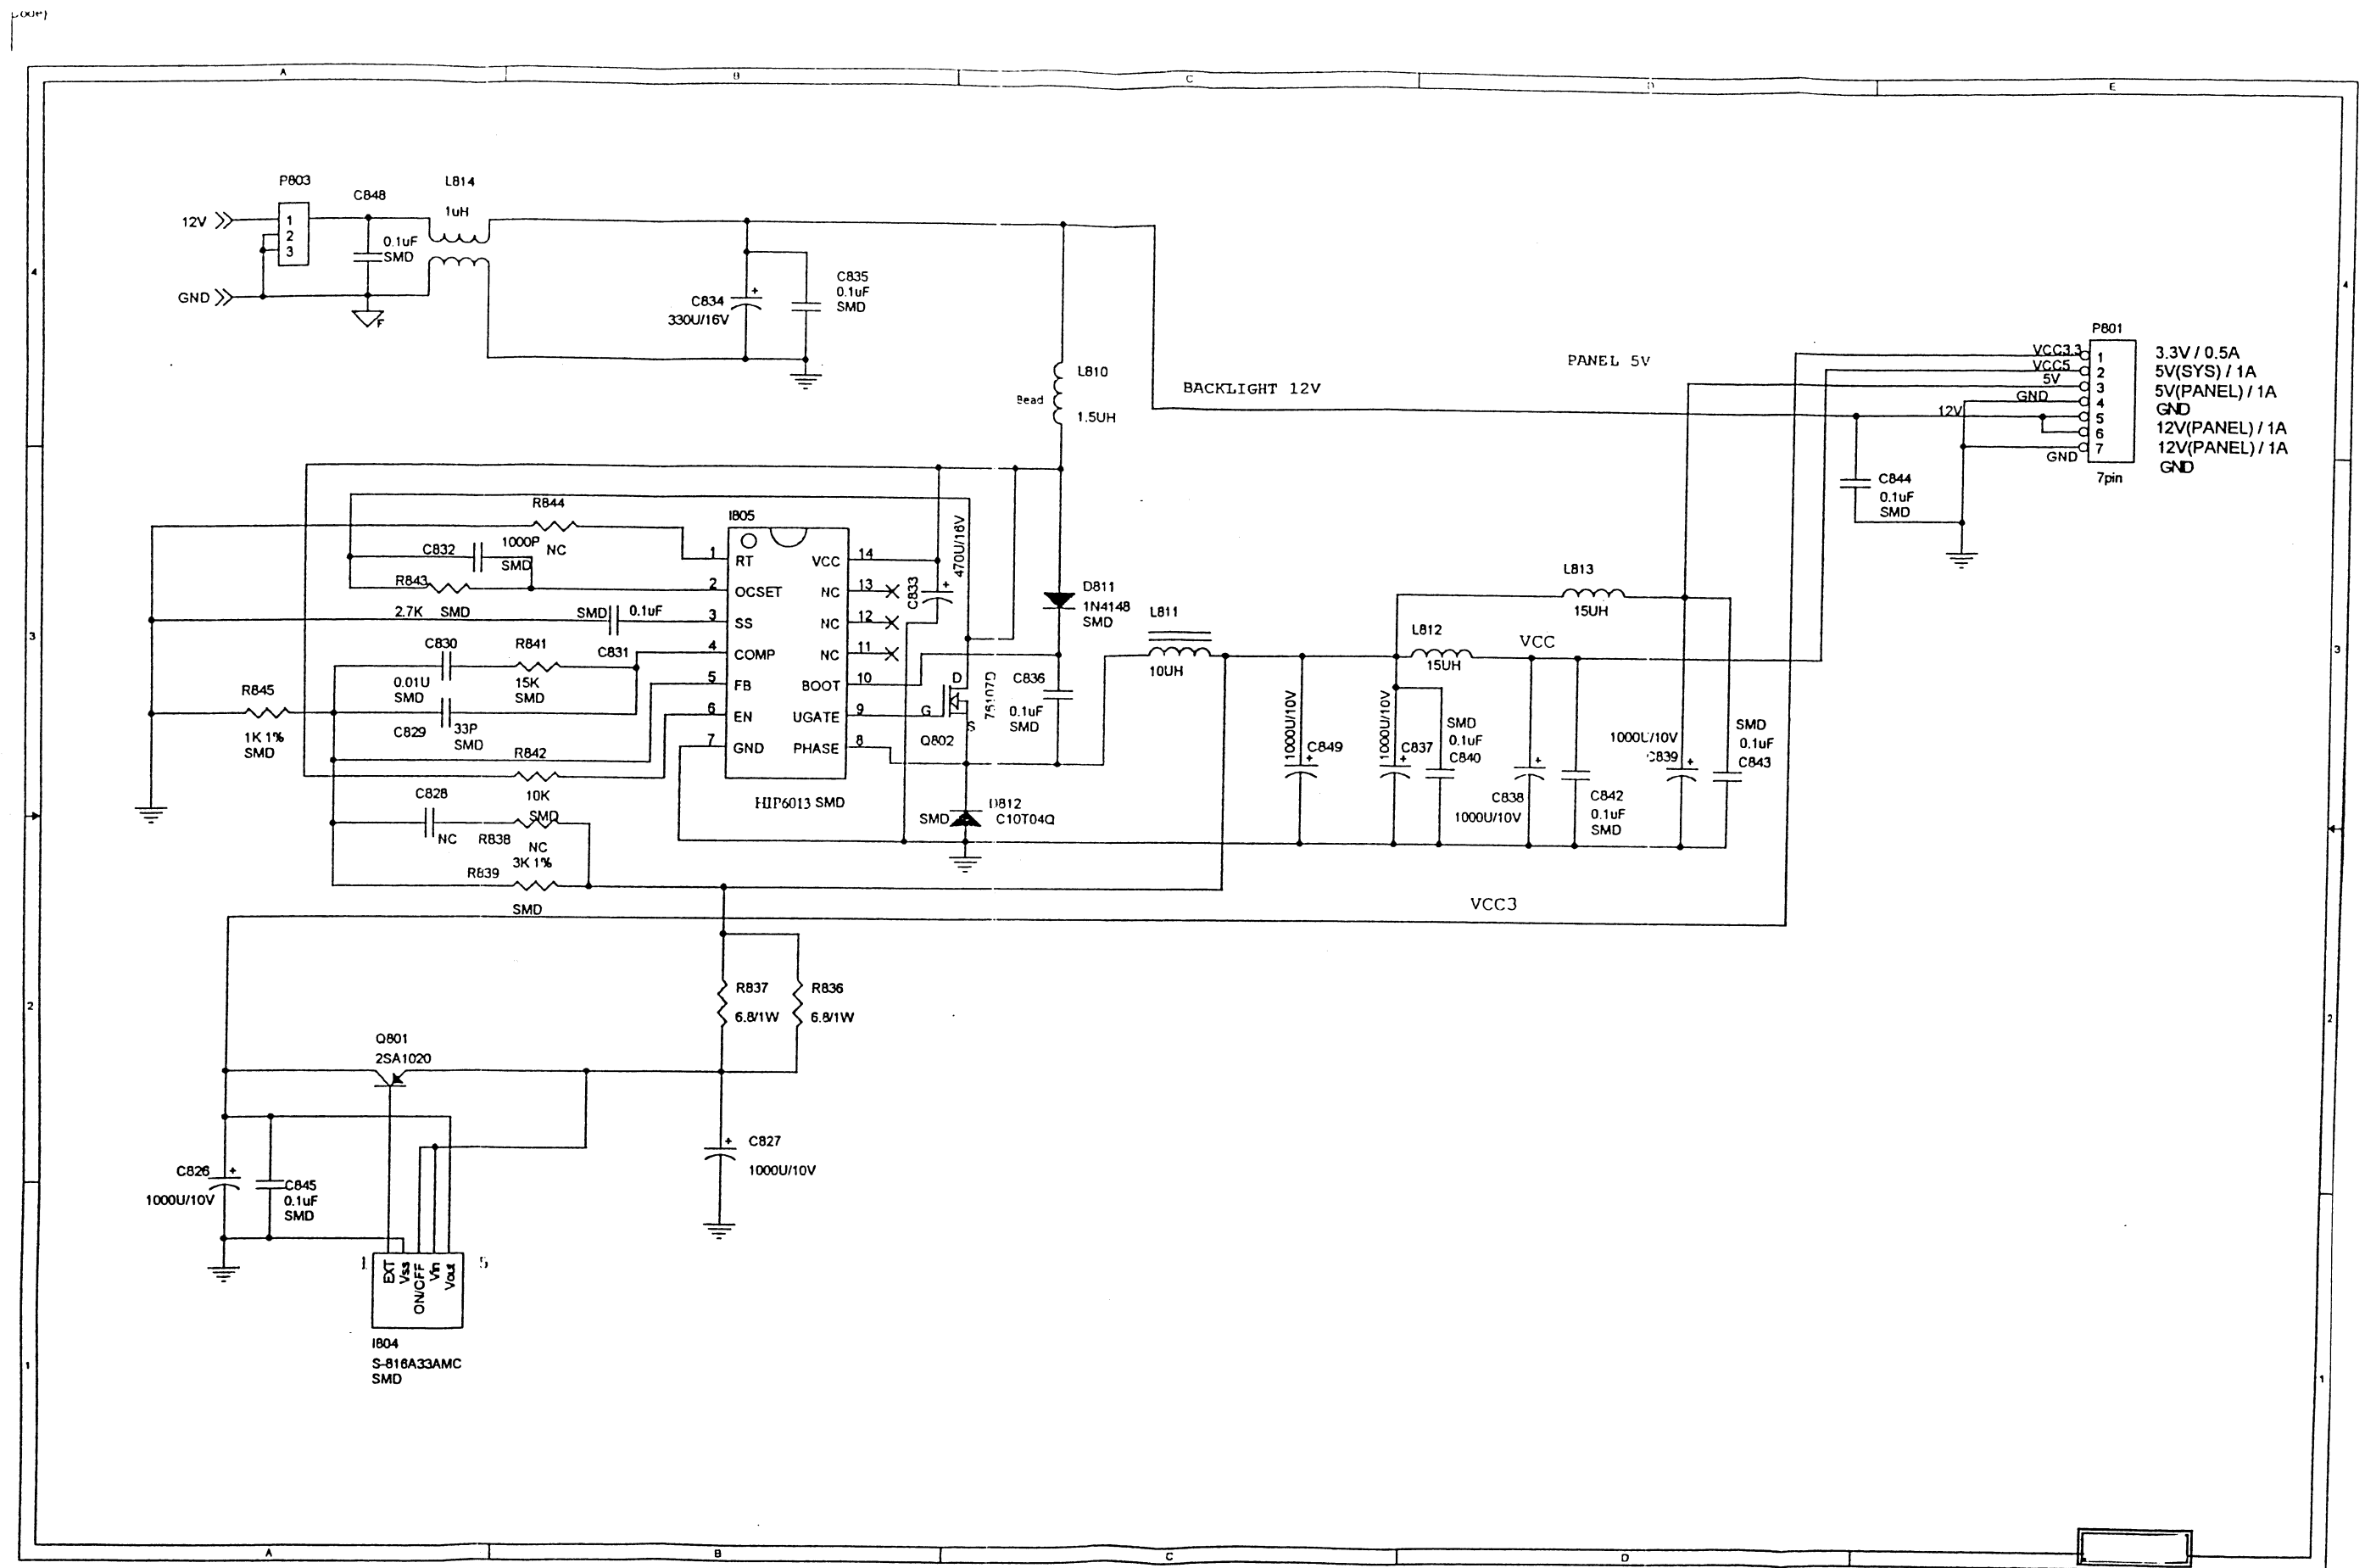 A
B
C
D
E
P803
12V
1
2
3
GND
C848
0.1uF
SMD
F
L814
1uH
C834
330U/16V
C835
0.1uF
SMD
4
4
L810
Bead
1.5UH
BACKLIGHT 12V
PANEL 5V
P801
VCC3.3
VCC5
5V
GND
12V
GND
1
2
3
4
5
6
7
7pin
3.3V / 0.5A
5V(SYS) / 1A
5V(PANEL) / 1A
GND
12V(PANEL) / 1A
12V(PANEL) / 1A
GND
C844
0.1uF
SMD
R844
NC
C832
1000P
SMD
R843
2.7K SMD
SMD
0.1uF
C831
C830
0.01U
SMD
R841
15K
SMD
R845
1K 1%
SMD
C829
33P
SMD
R842
10K
SMD
C828
NC
R838
NC
3K 1%
R839
SMD
I805
1
RT
2
OCSET
3
SS
4
COMP
5
FB
6
EN
7
GND
VCC
14
NC
13
NC
12
NC
11
BOOT
10
UGATE
9
PHASE
8
HIP6013 SMD
C833
470U/16V
D
G
S
Q802
76107D
D811
1N4148
SMD
C836
0.1uF
SMD
SMD
D812
C10T04Q
L811
10UH
L812
15UH
VCC
L813
15UH
1000U/10V
C849
1000U/10V
C837
SMD
0.1uF
C840
C838
1000U/10V
C842
0.1uF
SMD
1000U/10V
C839
SMD
0.1uF
C843
3
3
VCC3
R837
6.8/1W
R836
6.8/1W
2
2
Q801
2SA1020
C827
1000U/10V
C826
1000U/10V
C845
0.1uF
SMD
1
5
EXT
Vss
ON/OFF
Vin
Vout
I804
S-816A33AMC
SMD
1
1
A
B
C
D